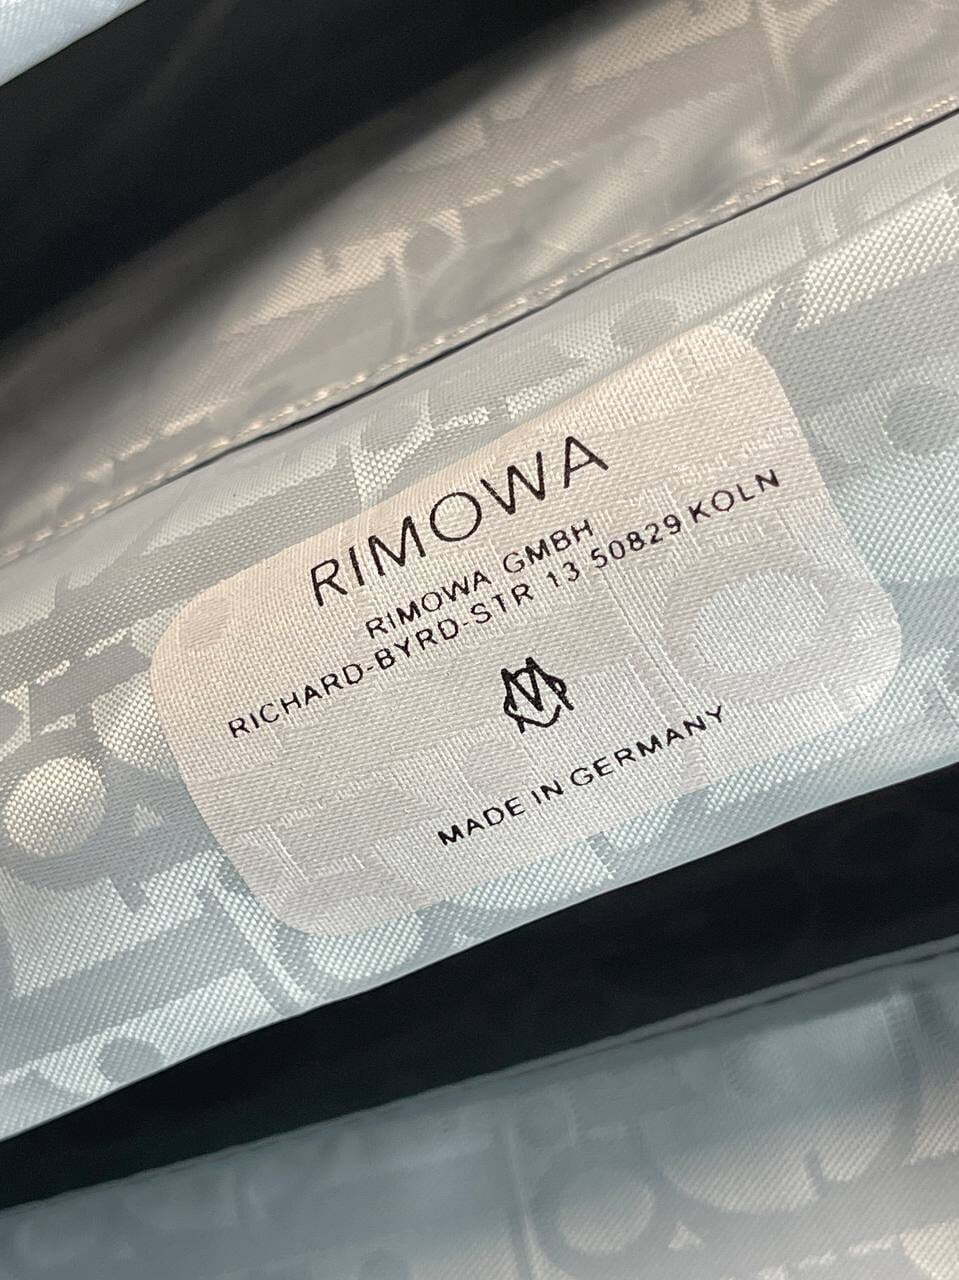 RIMOWA
RIMOWA GMBH
RICHARD-BYRD-STR 13 50829 KOLN
MADE IN GERMANY